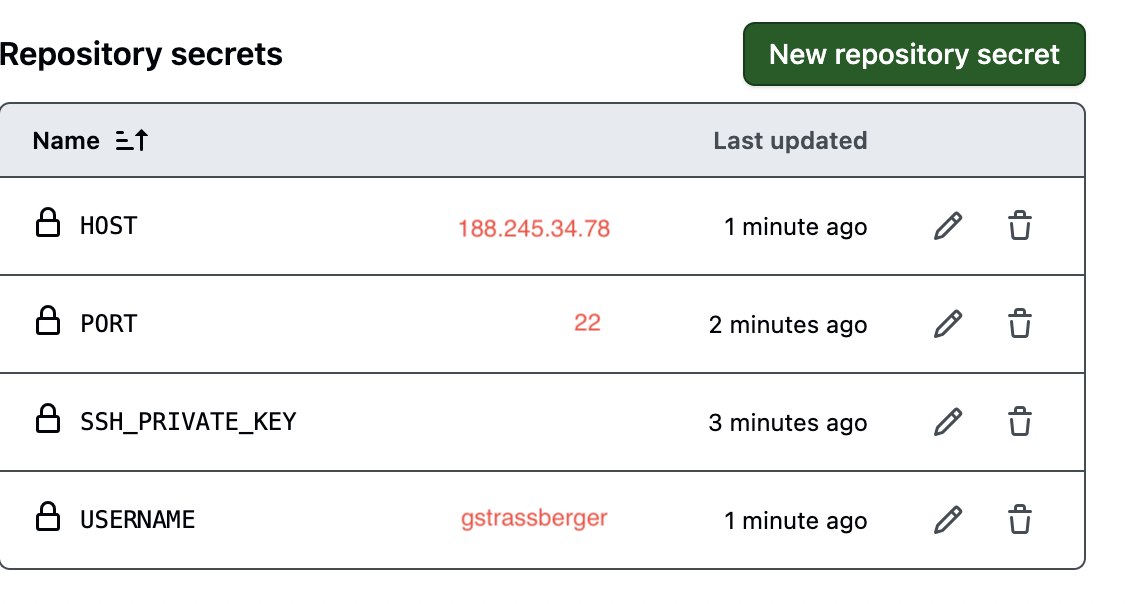 Repository secrets
New repository secret
Name Last updated
HOST 188.245.34.78 1 minute ago
PORT 22 2 minutes ago
SSH_PRIVATE_KEY 3 minutes ago
USERNAME gstrassberger 1 minute ago